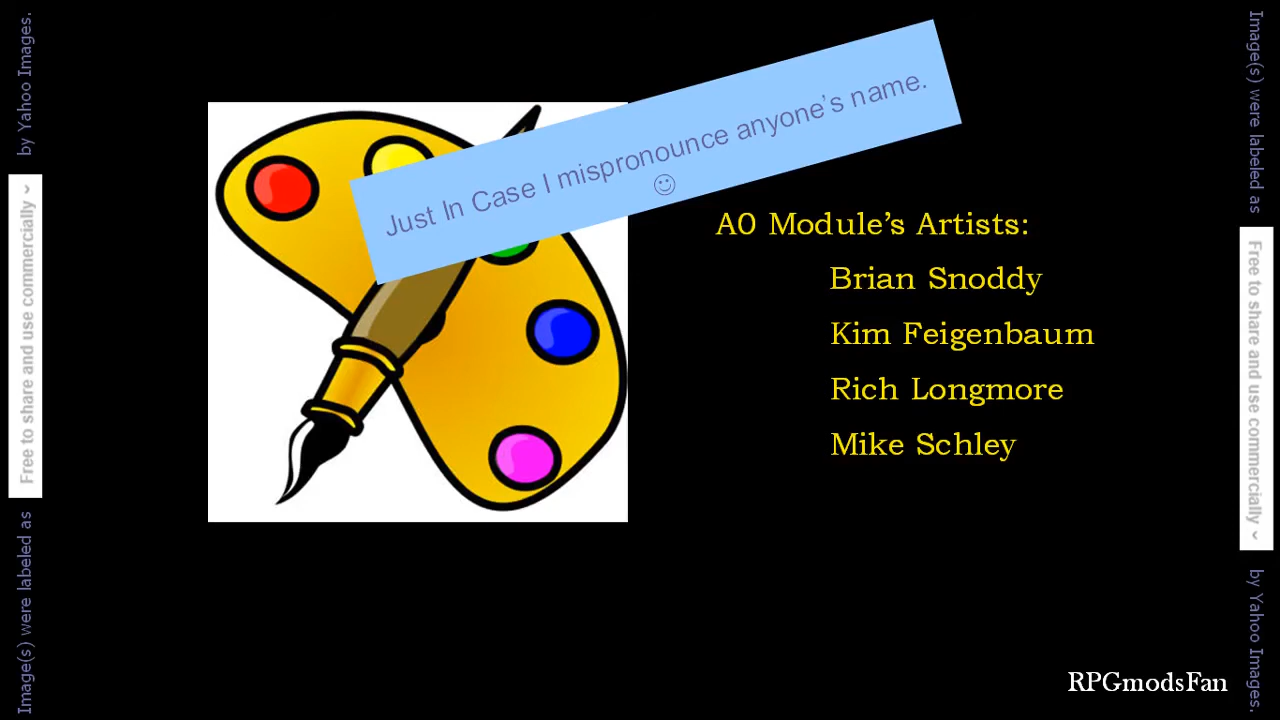 Just In Case I mispronounce anyone's name.
☺
A0 Module's Artists:
Brian Snoddy
Kim Feigenbaum
Rich Longmore
Mike Schley
RPGmodsFan
Image(s) were labeled as Free to share and use commercially by Yahoo Images.
Image(s) were labeled as Free to share and use commercially by Yahoo Images.